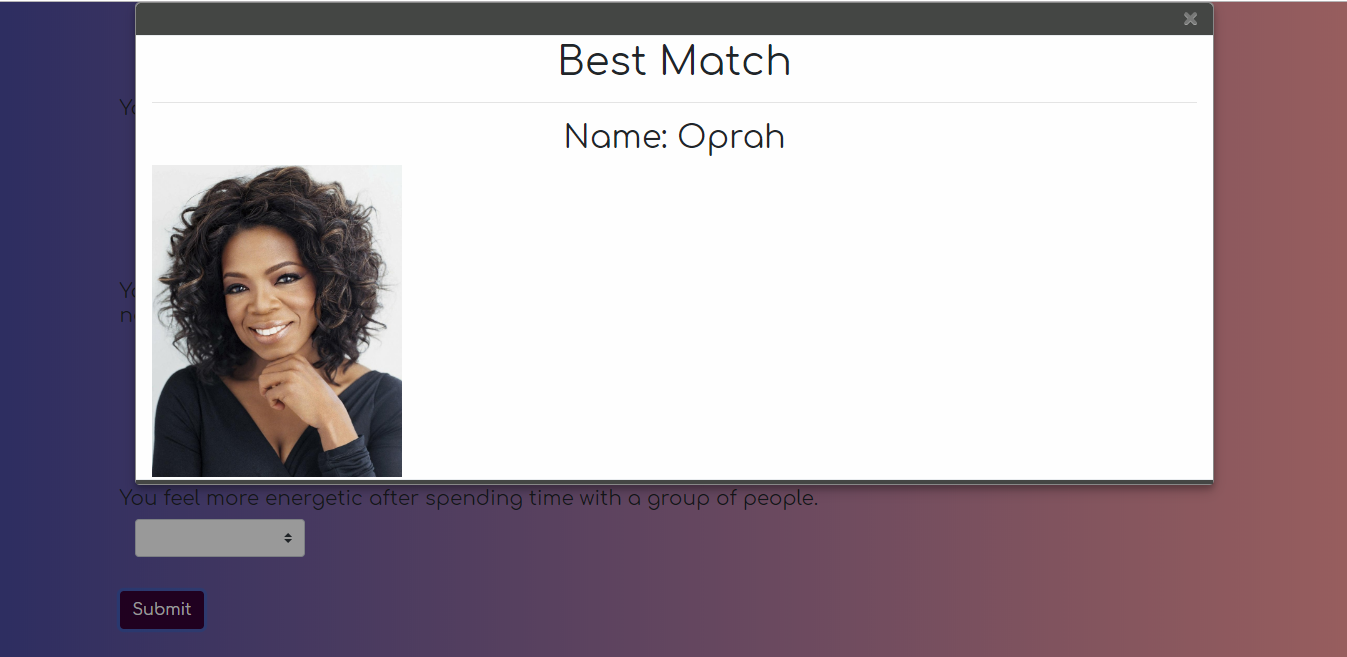 Best Match
Name: Oprah
You feel more energetic after spending time with a group of people.
Submit